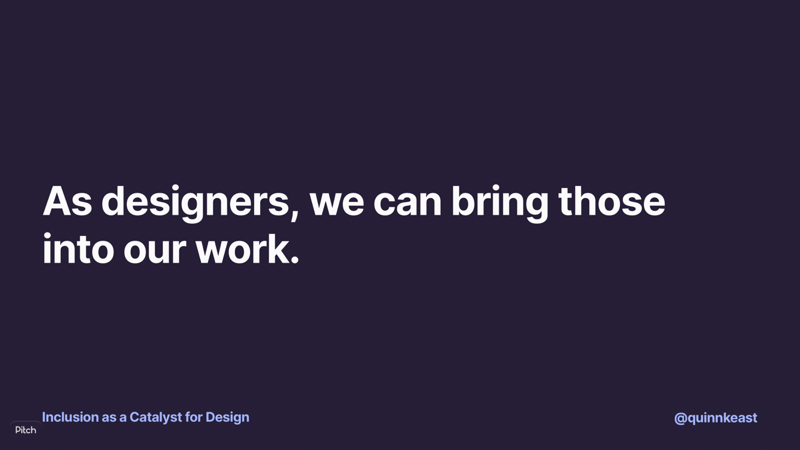 As designers, we can bring those
into our work.
Inclusion as a Catalyst for Design
@quinnkeast
Pitch